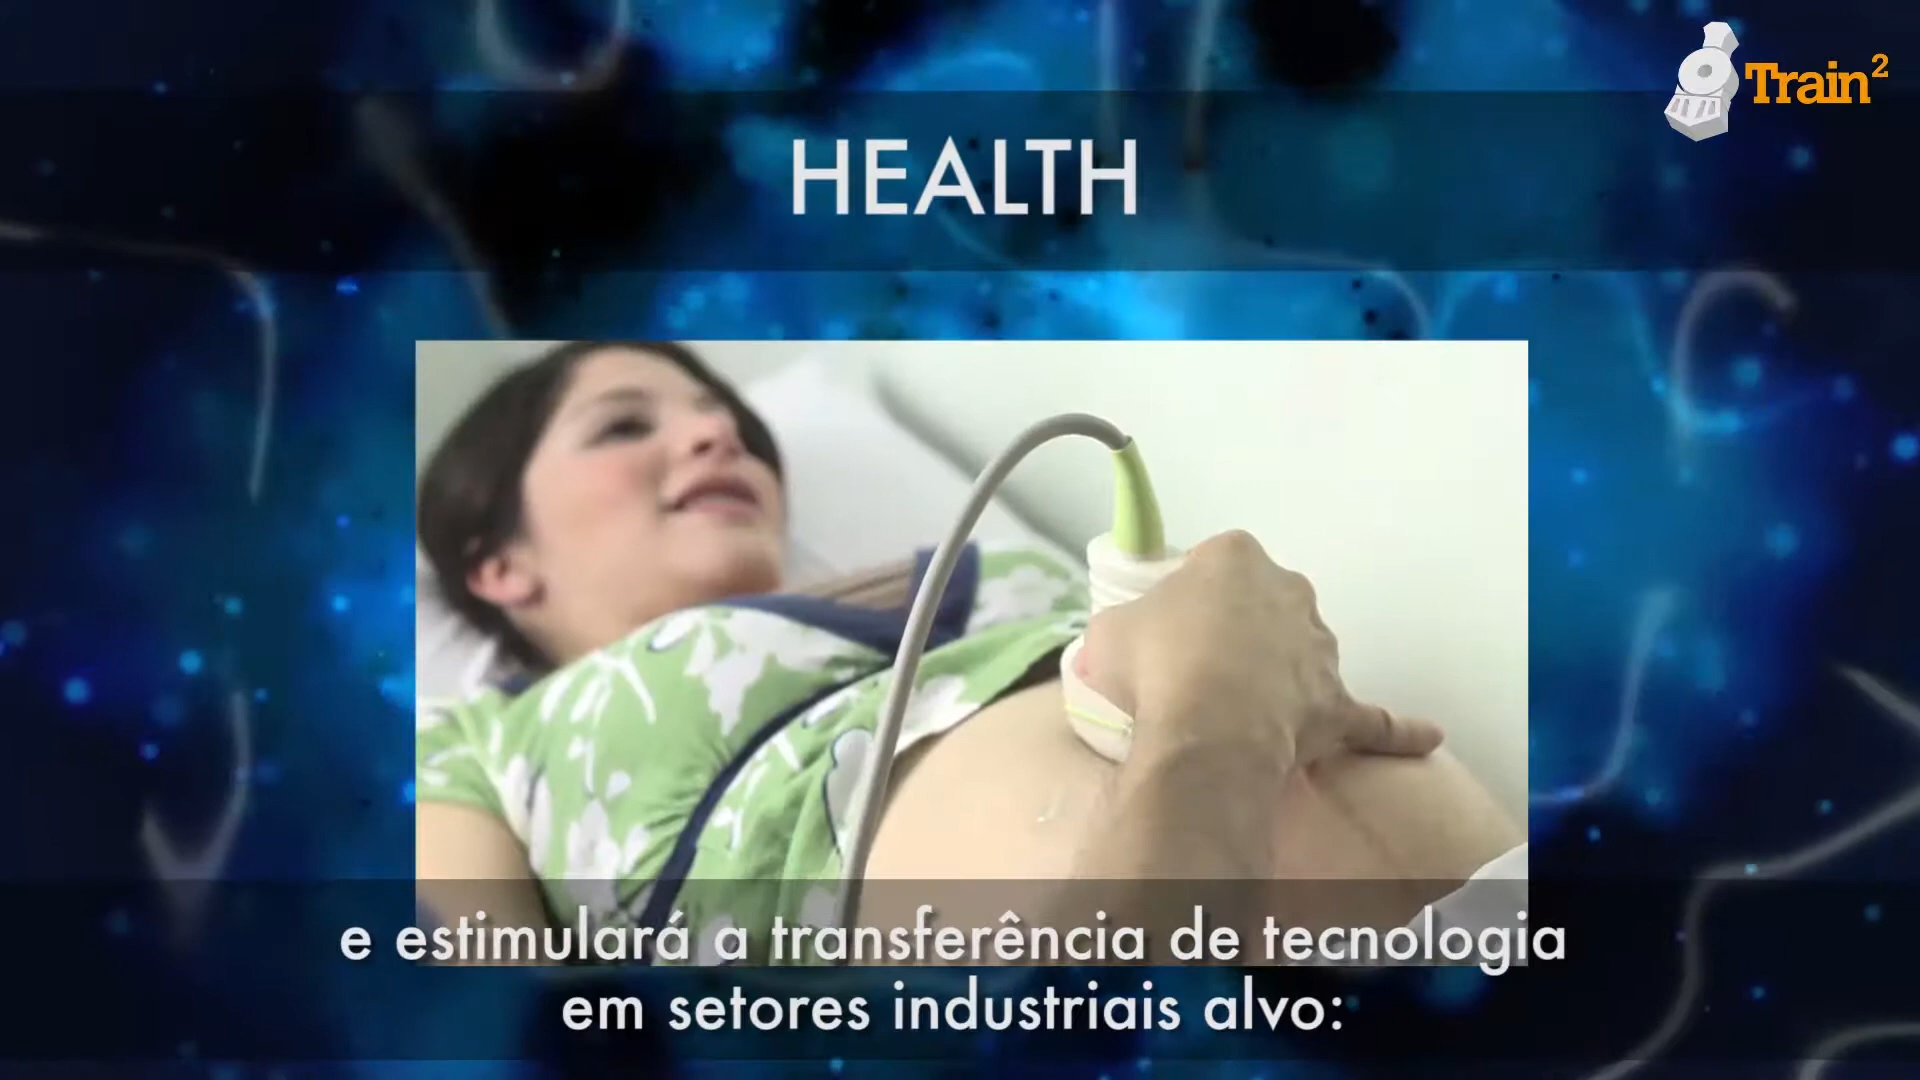 Train²
HEALTH
e estimulará a transferência de tecnologia
em setores industriais alvo: